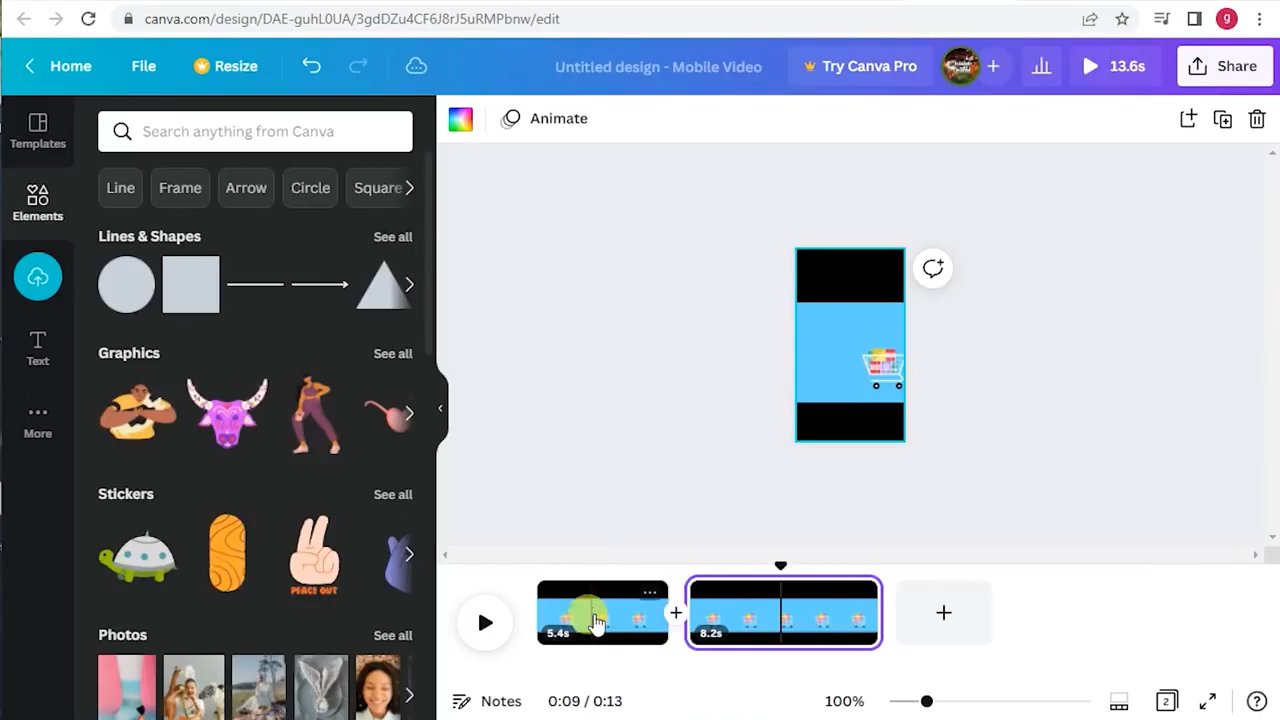 canva.com/design/DAE-guhL0UA/3gdDZu4CF6J8rJ5uRMPbnw/edit
g
Home
File
Resize
Untitled design - Mobile Video
Try Canva Pro
13.6s
Share
Templates
Elements
Text
More
Search anything from Canva
Line
Frame
Arrow
Circle
Square
Lines & Shapes
See all
Graphics
See all
Stickers
See all
PEACE OUT
Photos
See all
Animate
5.4s
8.2s
Notes
0:09 / 0:13
100%
2